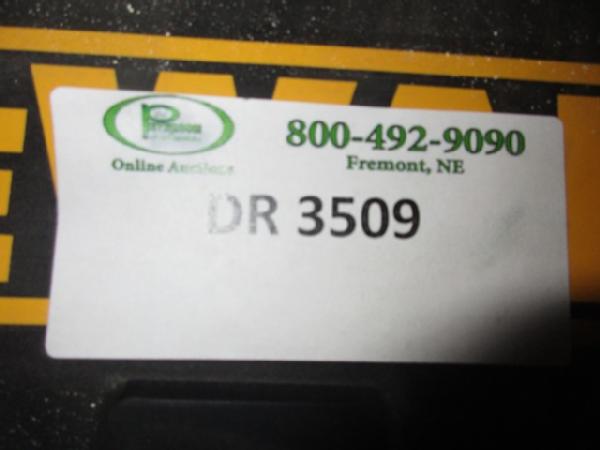 800-492-9090
Online Auctions
Fremont, NE
DR 3509